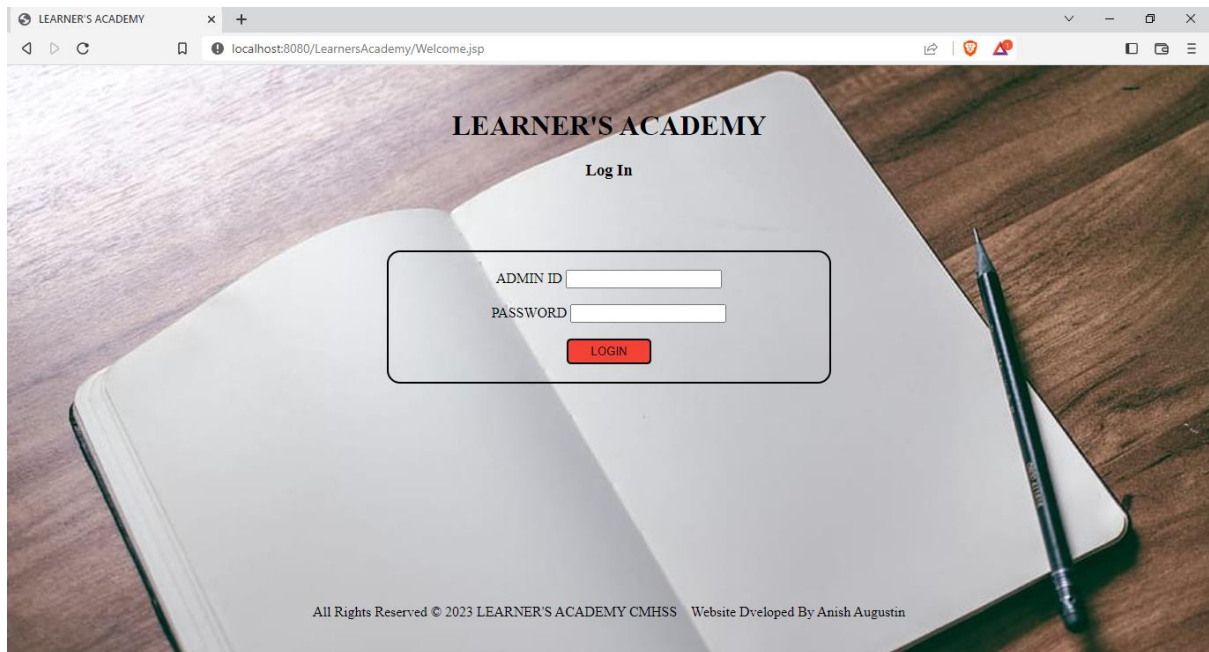 LEARNER'S ACADEMY
localhost:8080/LearnersAcademy/Welcome.jsp
LEARNER'S ACADEMY
Log In
ADMIN ID
PASSWORD
LOGIN
All Rights Reserved © 2023 LEARNER'S ACADEMY CMHSS Website Dveloped By Anish Augustin